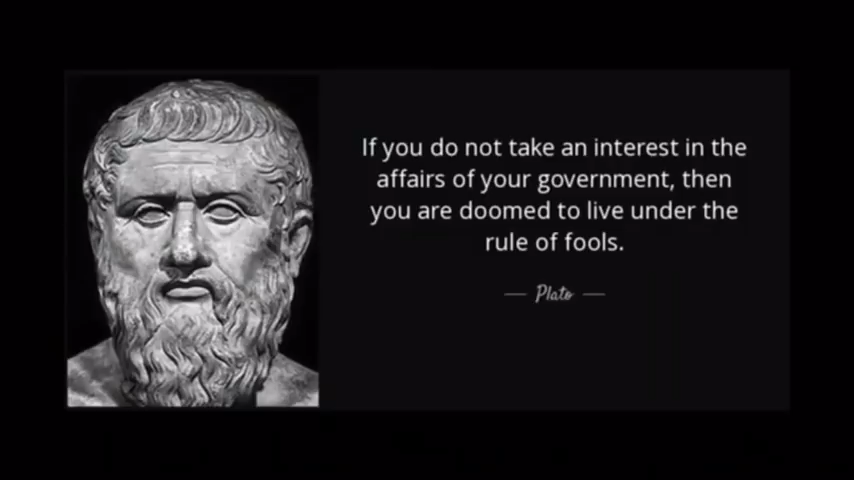 If you do not take an interest in the
affairs of your government, then
you are doomed to live under the
rule of fools.
— Plato —